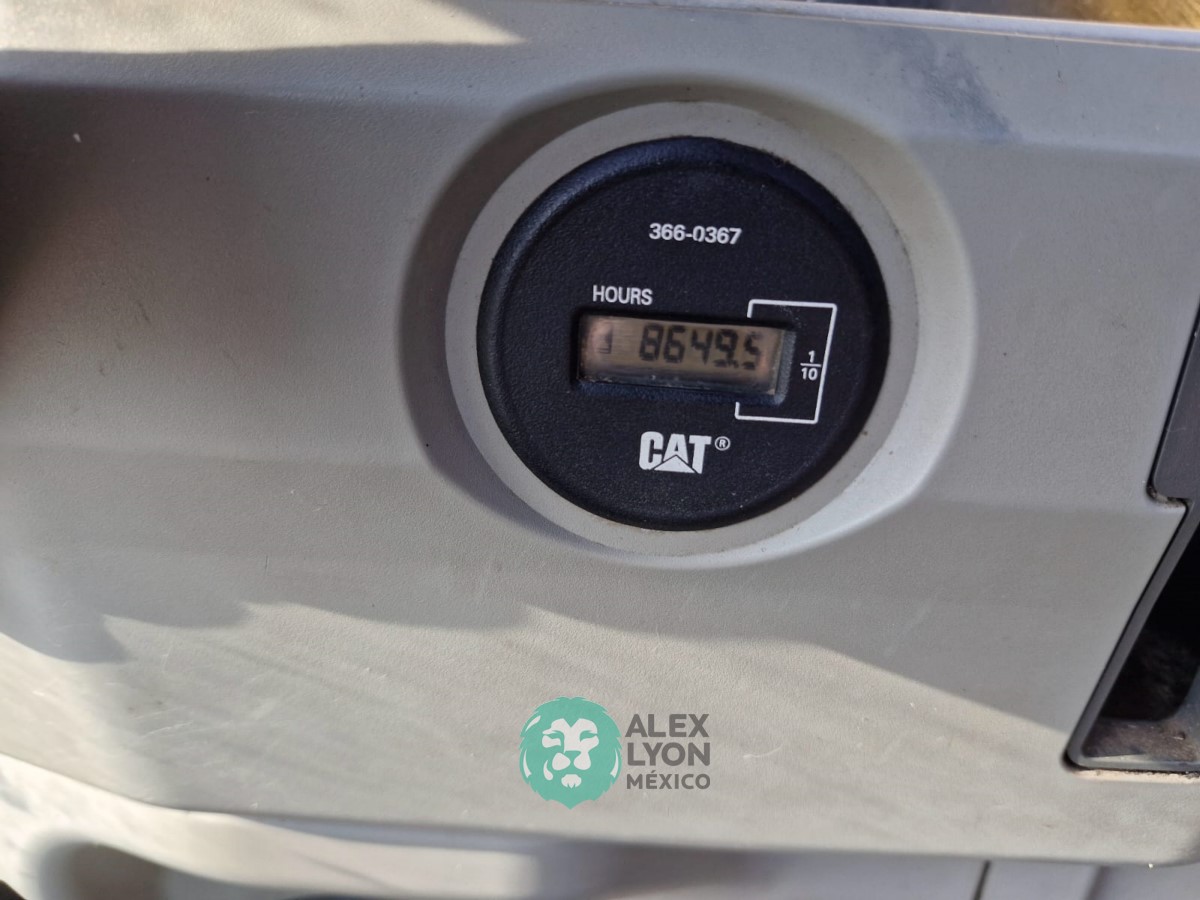 366-0367
HOURS
8649.5
1/10
CAT®
ALEX
LYON
MÉXICO